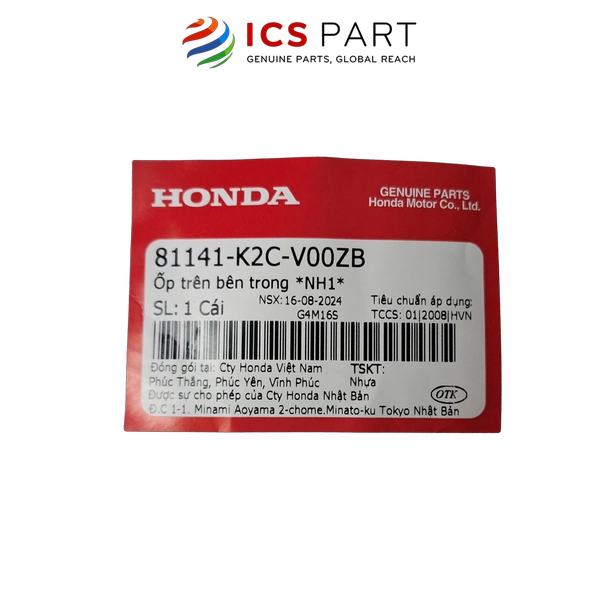 ICS PART
GENUINE PARTS, GLOBAL REACH
HONDA
GENUINE PARTS
Honda Motor Co., Ltd.
81141-K2C-V00ZB
Ốp trên bên trong *NH1*
SL: 1 Cái
NSX: 16-08-2024
G4M16S
Tiêu chuẩn áp dụng:
TCCS: 01|2008|HVN
Đóng gói tại: Cty Honda Việt Nam
Phúc Thắng, Phúc Yên, Vĩnh Phúc
TSKT:
Nhựa
Được sự cho phép của Cty Honda Nhật Bản
Đ.C 1-1. Minami Aoyama 2-chome.Minato-ku Tokyo Nhật Bản
OTK